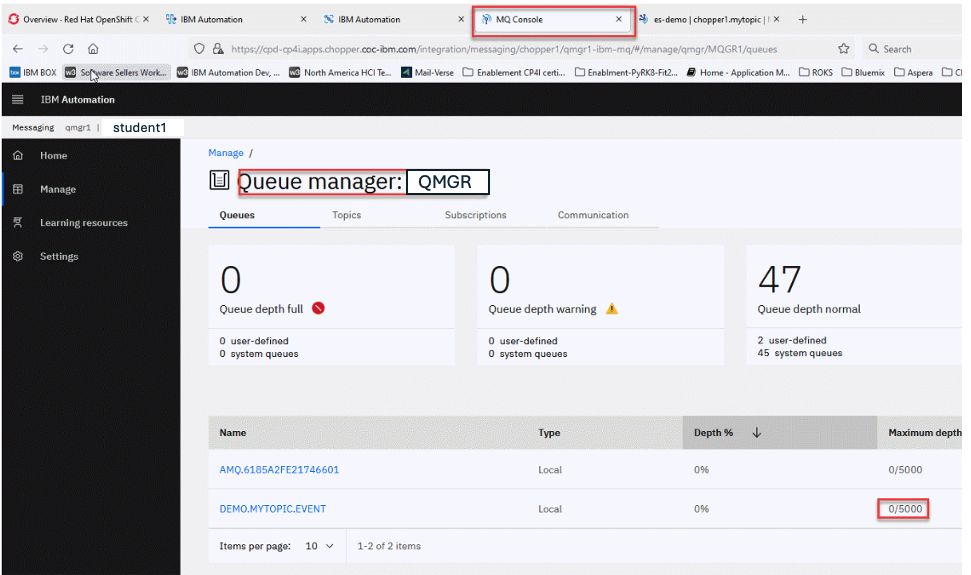 Overview - Red Hat OpenShift C
IBM Automation
IBM Automation
MQ Console
es-demo | chopper1.mytopic |
https://cpd-cp4i.apps.chopper.coc-ibm.com/integration/messaging/chopper1/qmgr1-ibm-mq/#/manage/qmgr/MQGR1/queues
Search
IBM BOX
w3 Software Sellers Work...
w3 IBM Automation Dev, ...
w3 North America HCI Te...
Mail-Verse
Enablement CP4I certi...
Enablment-PyRK8-Fit2...
Home - Application M...
ROKS
Bluemix
Aspera
IBM Automation
Messaging qmgr1 | student1
Home
Manage
Learning resources
Settings
Manage /
Queue manager: QMGR
Queues Topics Subscriptions Communication
0
Queue depth full
0 user-defined
0 system queues
0
Queue depth warning
0 user-defined
0 system queues
47
Queue depth normal
2 user-defined
45 system queues
Name Type Depth % Maximum depth
AMQ.6185A2FE21746601 Local 0% 0/5000
DEMO.MYTOPIC.EVENT Local 0% 0/5000
Items per page: 10 1-2 of 2 items